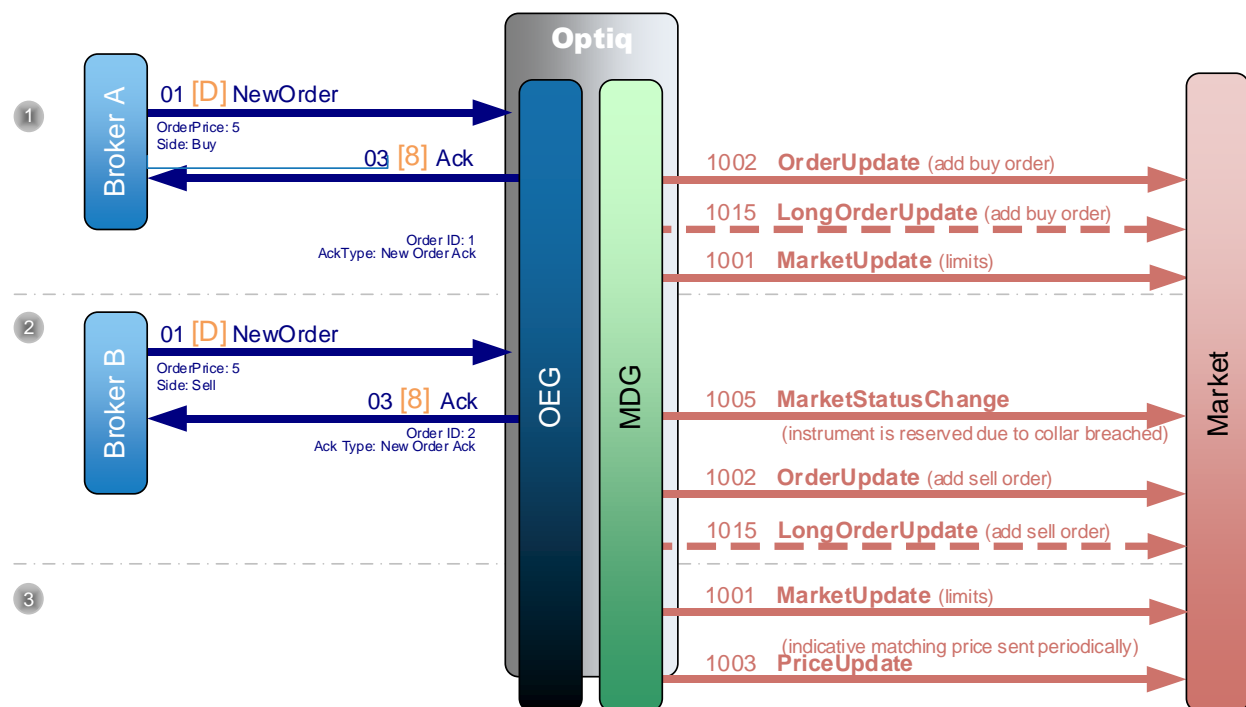 Optiq
1
Broker A
01 [D] NewOrder
OrderPrice: 5
Side: Buy
03 [8] Ack
Order ID: 1
AckType: New Order Ack
1002 OrderUpdate (add buy order)
1015 LongOrderUpdate (add buy order)
1001 MarketUpdate (limits)
2
Broker B
01 [D] NewOrder
OrderPrice: 5
Side: Sell
03 [8] Ack
Order ID: 2
Ack Type: New Order Ack
OEG
MDG
Market
1005 MarketStatusChange
(instrument is reserved due to collar breached)
1002 OrderUpdate (add sell order)
1015 LongOrderUpdate (add sell order)
3
1001 MarketUpdate (limits)
(indicative matching price sent periodically)
1003 PriceUpdate